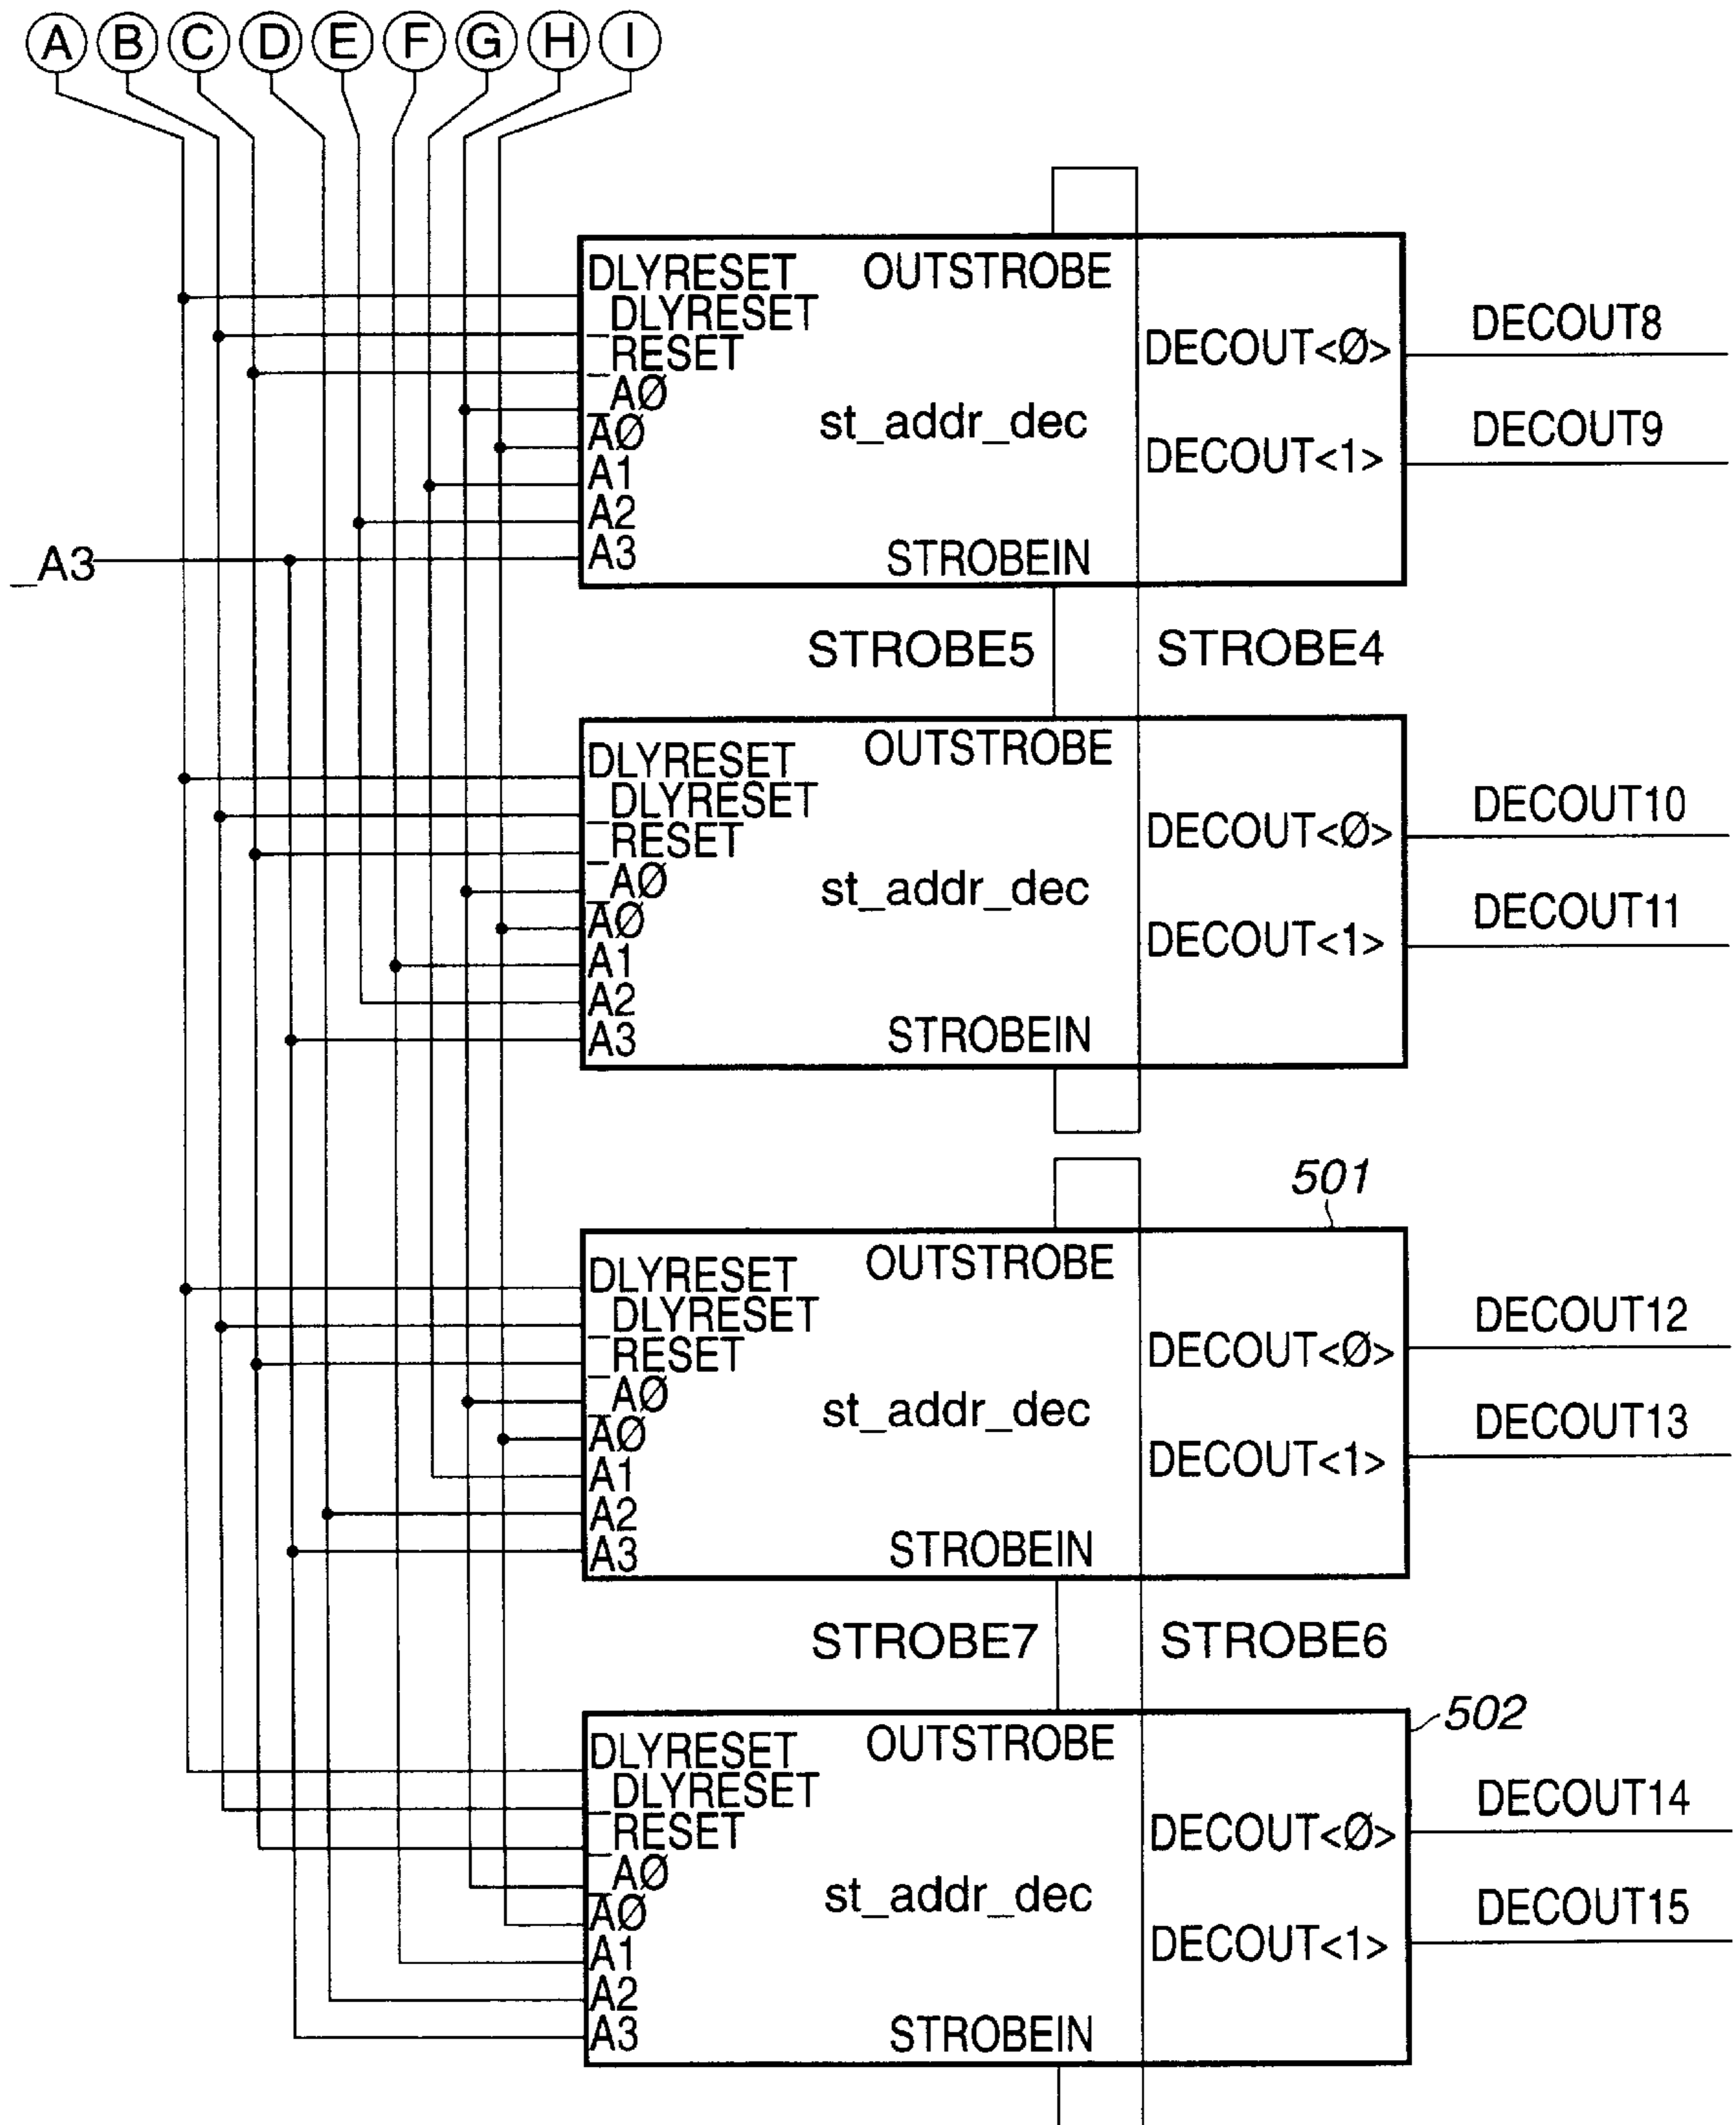 A B C D E F G H I
DLYRESET
_DLYRESET
_RESET
_AØ
AØ
A1
A2
A3
OUTSTROBE
st_addr_dec
STROBEIN
DECOUT<Ø>
DECOUT<1>
DECOUT8
DECOUT9
_A3
STROBE5 STROBE4
DLYRESET
_DLYRESET
_RESET
_AØ
AØ
A1
A2
A3
OUTSTROBE
st_addr_dec
STROBEIN
DECOUT<Ø>
DECOUT<1>
DECOUT10
DECOUT11
501
DLYRESET
_DLYRESET
_RESET
_AØ
AØ
A1
A2
A3
OUTSTROBE
st_addr_dec
STROBEIN
DECOUT<Ø>
DECOUT<1>
DECOUT12
DECOUT13
STROBE7 STROBE6
502
DLYRESET
_DLYRESET
_RESET
_AØ
AØ
A1
A2
A3
OUTSTROBE
st_addr_dec
STROBEIN
DECOUT<Ø>
DECOUT<1>
DECOUT14
DECOUT15